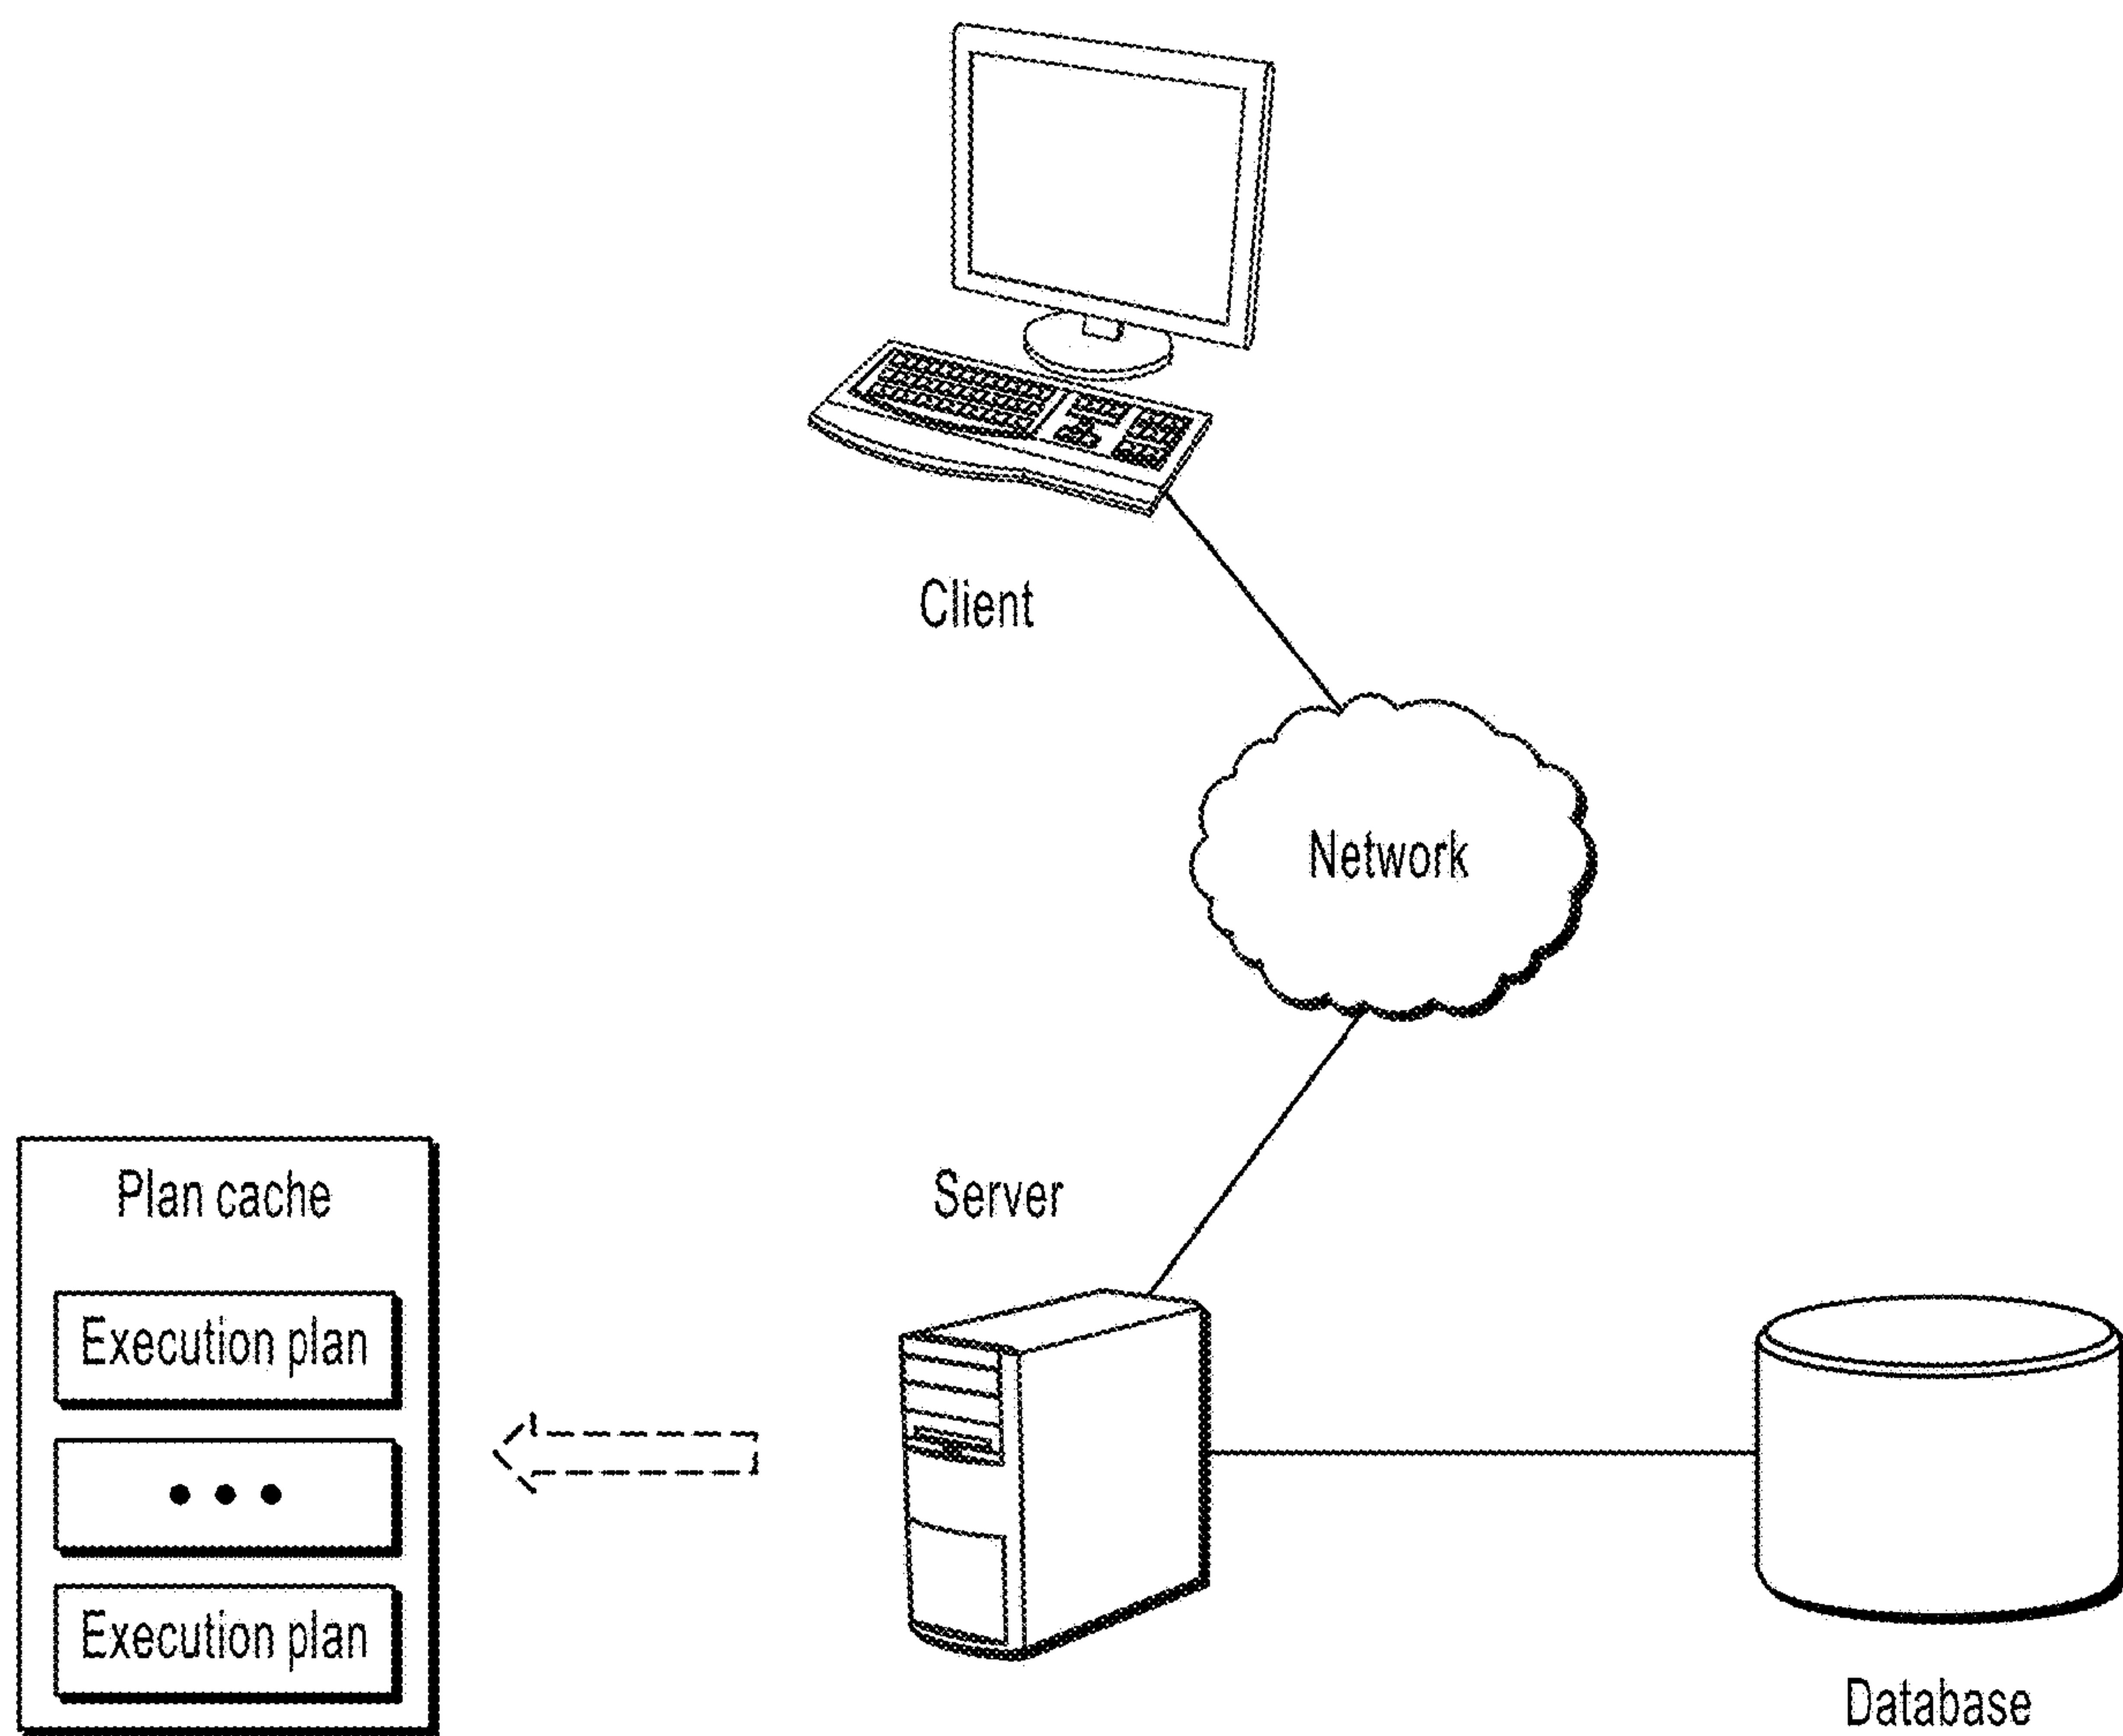 Client
Network
Plan cache
Server
Execution plan
• • •
Execution plan
Database